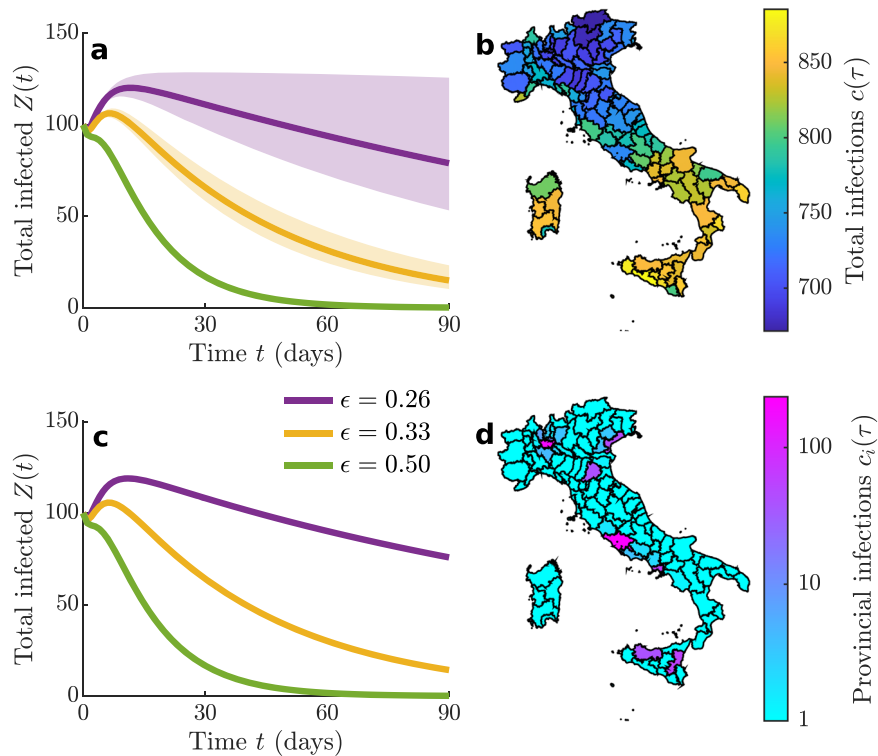 a
Total infected Z(t)
150
100
50
0
0
30
60
90
Time t (days)
b
850
800
750
700
Total infections c(τ)
c
Total infected Z(t)
150
100
50
0
0
30
60
90
Time t (days)
ϵ = 0.26
ϵ = 0.33
ϵ = 0.50
d
100
10
1
Provincial infections cᵢ(τ)